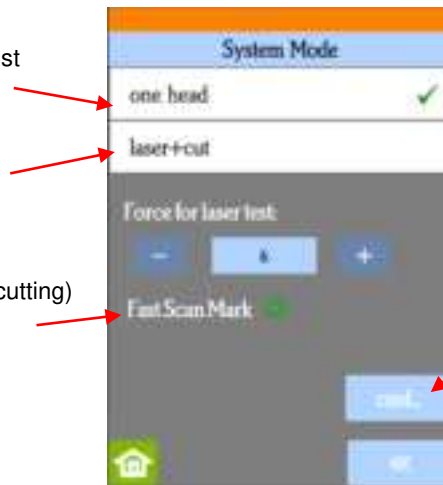 System Mode
st
one head
laser+cut
Force for laser test:
cutting)
Fast Scan Mark